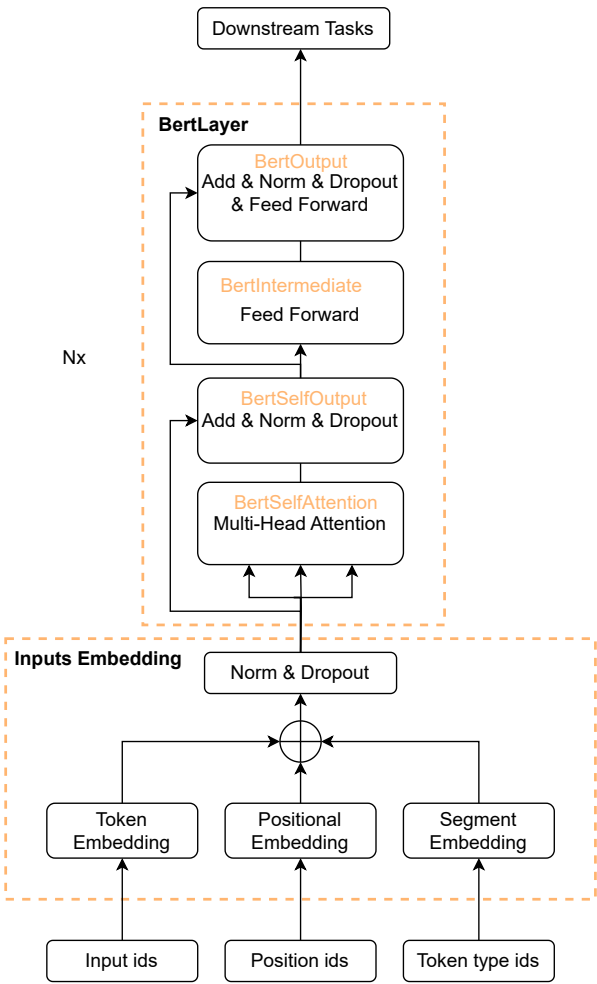 Downstream Tasks
BertLayer
BertOutput
Add & Norm & Dropout
& Feed Forward
BertIntermediate
Feed Forward
Nx
BertSelfOutput
Add & Norm & Dropout
BertSelfAttention
Multi-Head Attention
Inputs Embedding
Norm & Dropout
Token
Embedding
Positional
Embedding
Segment
Embedding
Input ids
Position ids
Token type ids